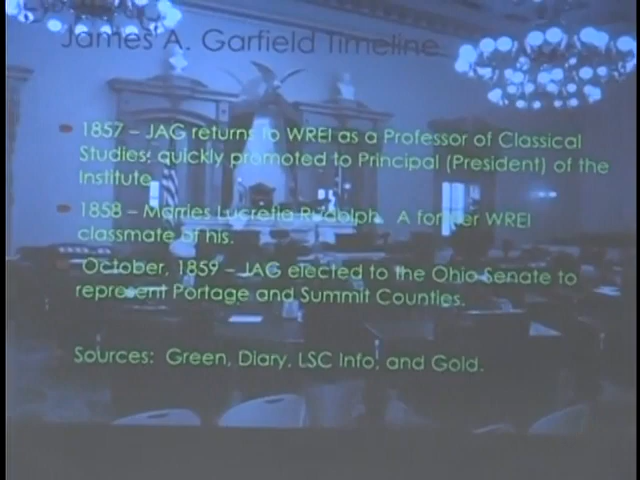 James A. Garfield Timeline
1857 – JAG returns to WREI as a Professor of Classical
Studies; quickly promoted to Principal (President) of the
Institute.
1858 – Marries Lucretia Rudolph. A former WREI
classmate of his.
October, 1859 – JAG elected to the Ohio Senate to
represent Portage and Summit Counties.
Sources: Green, Diary, LSC Info, and Gold.